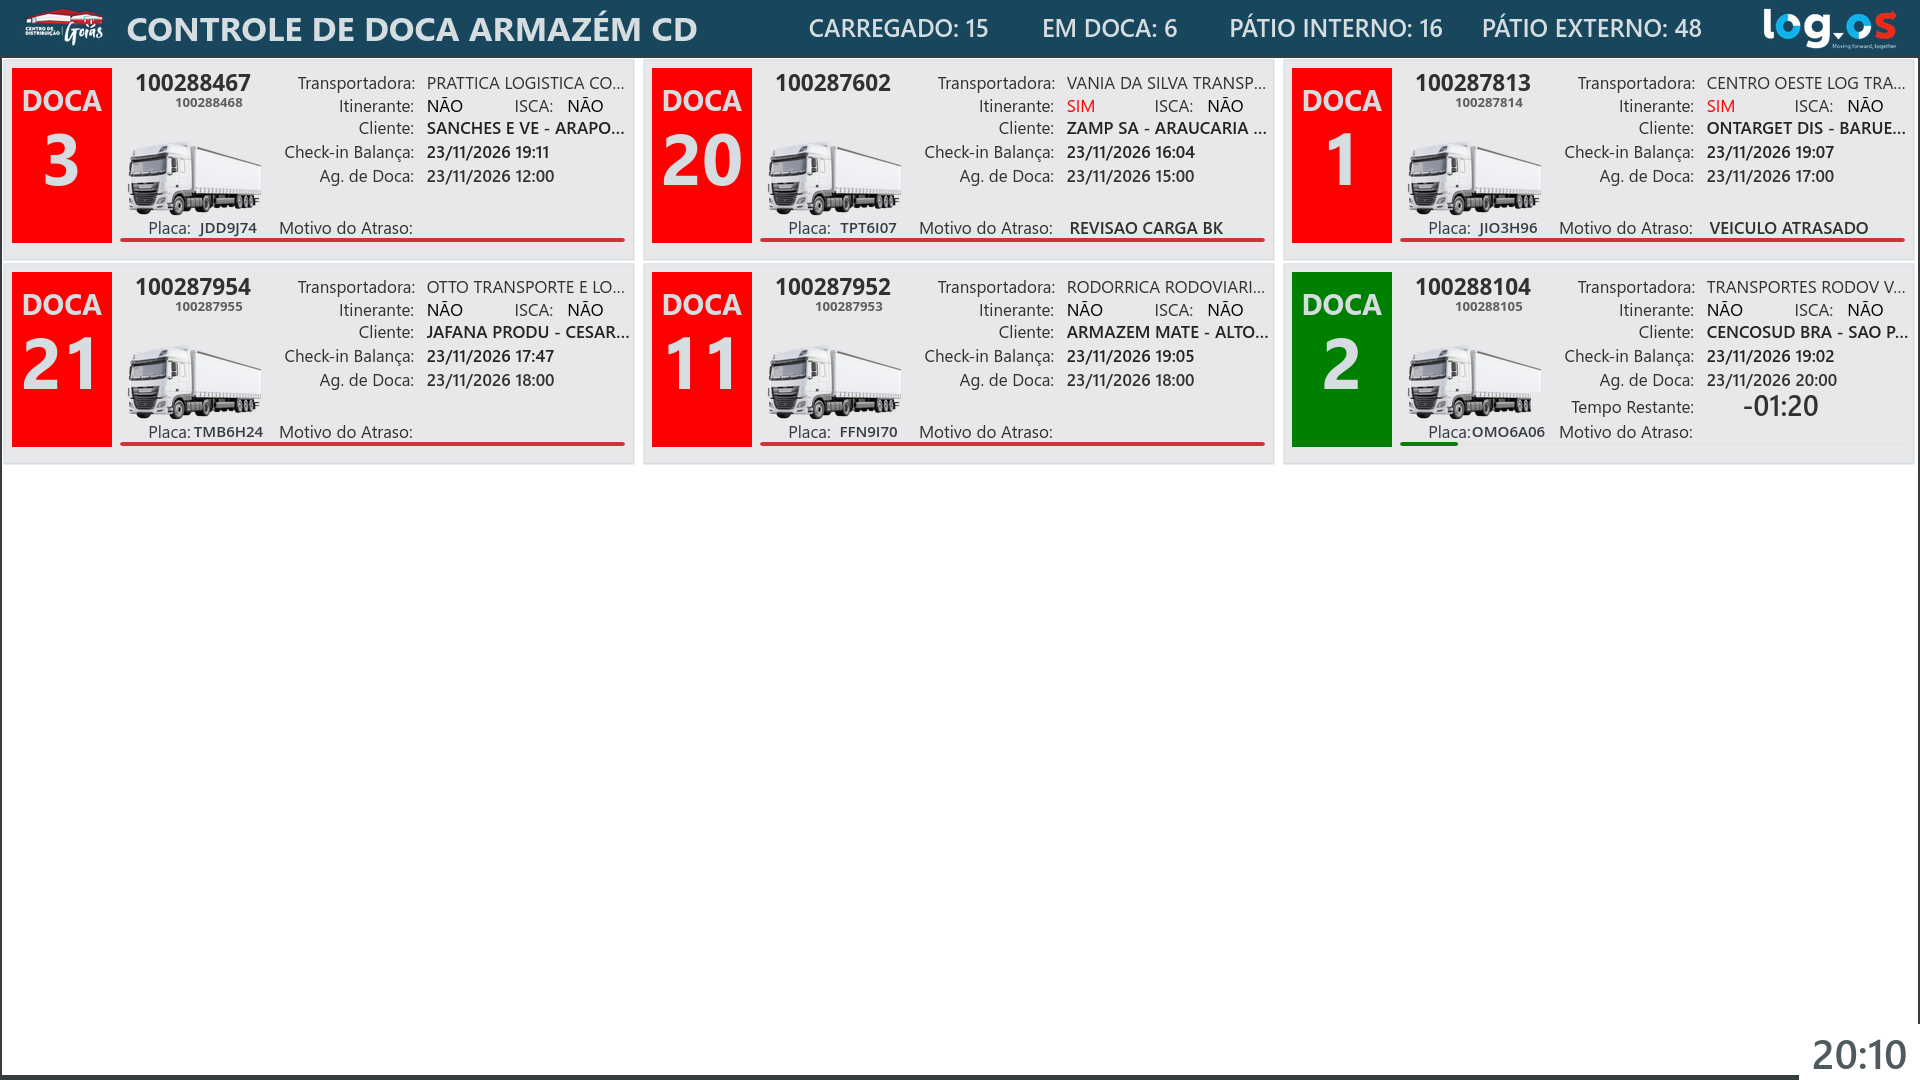 CENTRO DE DISTRIBUIÇÃO Goiás
CONTROLE DE DOCA ARMAZÉM CD
CARREGADO: 15
EM DOCA: 6
PÁTIO INTERNO: 16
PÁTIO EXTERNO: 48
log.os
Moving forward, together
DOCA
3
100288467
100288468
Transportadora: PRATTICA LOGISTICA CO...
Itinerante: NÃO ISCA: NÃO
Cliente: SANCHES E VE - ARAPO...
Check-in Balança: 23/11/2026 19:11
Ag. de Doca: 23/11/2026 12:00
Placa: JDD9J74 Motivo do Atraso:
DOCA
20
100287602
Transportadora: VANIA DA SILVA TRANSP...
Itinerante: SIM ISCA: NÃO
Cliente: ZAMP SA - ARAUCARIA ...
Check-in Balança: 23/11/2026 16:04
Ag. de Doca: 23/11/2026 15:00
Placa: TPT6I07 Motivo do Atraso: REVISAO CARGA BK
DOCA
1
100287813
100287814
Transportadora: CENTRO OESTE LOG TRA...
Itinerante: SIM ISCA: NÃO
Cliente: ONTARGET DIS - BARUE...
Check-in Balança: 23/11/2026 19:07
Ag. de Doca: 23/11/2026 17:00
Placa: JIO3H96 Motivo do Atraso: VEICULO ATRASADO
DOCA
21
100287954
100287955
Transportadora: OTTO TRANSPORTE E LO...
Itinerante: NÃO ISCA: NÃO
Cliente: JAFANA PRODU - CESAR...
Check-in Balança: 23/11/2026 17:47
Ag. de Doca: 23/11/2026 18:00
Placa: TMB6H24 Motivo do Atraso:
DOCA
11
100287952
100287953
Transportadora: RODORRICA RODOVIARI...
Itinerante: NÃO ISCA: NÃO
Cliente: ARMAZEM MATE - ALTO...
Check-in Balança: 23/11/2026 19:05
Ag. de Doca: 23/11/2026 18:00
Placa: FFN9I70 Motivo do Atraso:
DOCA
2
100288104
100288105
Transportadora: TRANSPORTES RODOV V...
Itinerante: NÃO ISCA: NÃO
Cliente: CENCOSUD BRA - SAO P...
Check-in Balança: 23/11/2026 19:02
Ag. de Doca: 23/11/2026 20:00
Tempo Restante: -01:20
Placa: OMO6A06 Motivo do Atraso:
20:10